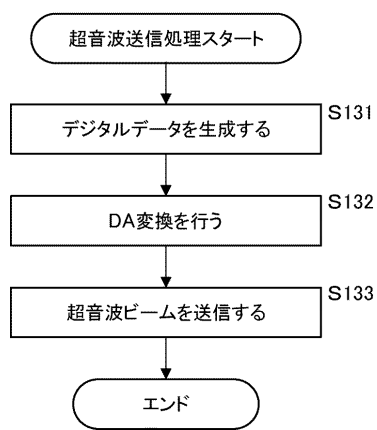 超音波送信処理スタート
S131
デジタルデータを生成する
S132
DA変換を行う
S133
超音波ビームを送信する
エンド